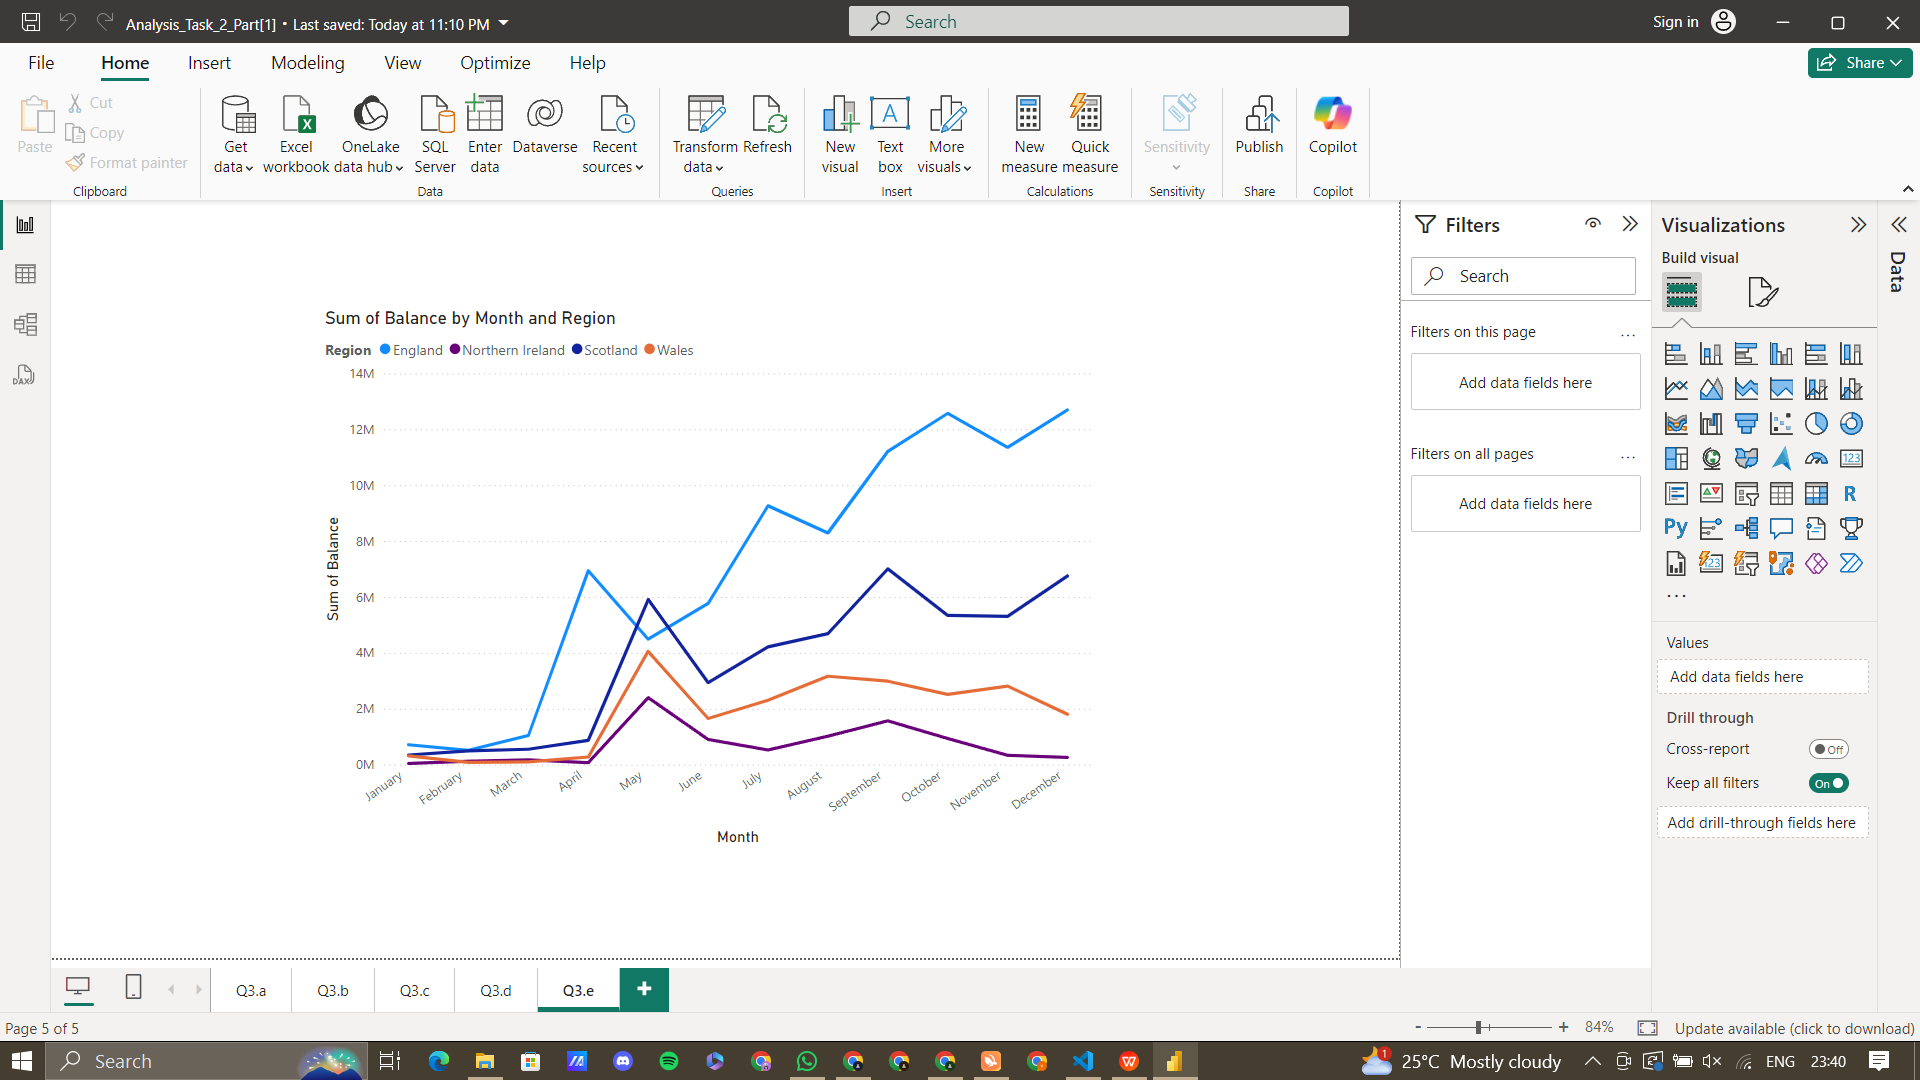 Analysis_Task_2_Part[1] • Last saved: Today at 11:10 PM
Search
Sign in
File Home Insert Modeling View Optimize Help
Share
Paste
Cut
Copy
Format painter
Clipboard
Get data
Excel workbook
OneLake data hub
SQL Server
Enter data
Dataverse
Recent sources
Data
Transform data
Refresh
Queries
New visual
Text box
More visuals
Insert
New measure
Quick measure
Calculations
Sensitivity
Sensitivity
Publish
Share
Copilot
Copilot
DAX
Sum of Balance by Month and Region
Region England Northern Ireland Scotland Wales
14M
12M
10M
8M
6M
4M
2M
0M
Sum of Balance
January February March April May June July August September October November December
Month
Filters
Search
Filters on this page ...
Add data fields here
Filters on all pages ...
Add data fields here
Visualizations
Build visual
123
R
Py
123
...
Values
Add data fields here
Drill through
Cross-report Off
Keep all filters On
Add drill-through fields here
Data
Q3.a Q3.b Q3.c Q3.d Q3.e +
Page 5 of 5
- + 84%
Update available (click to download)
Search
1
25°C Mostly cloudy
ENG 23:40